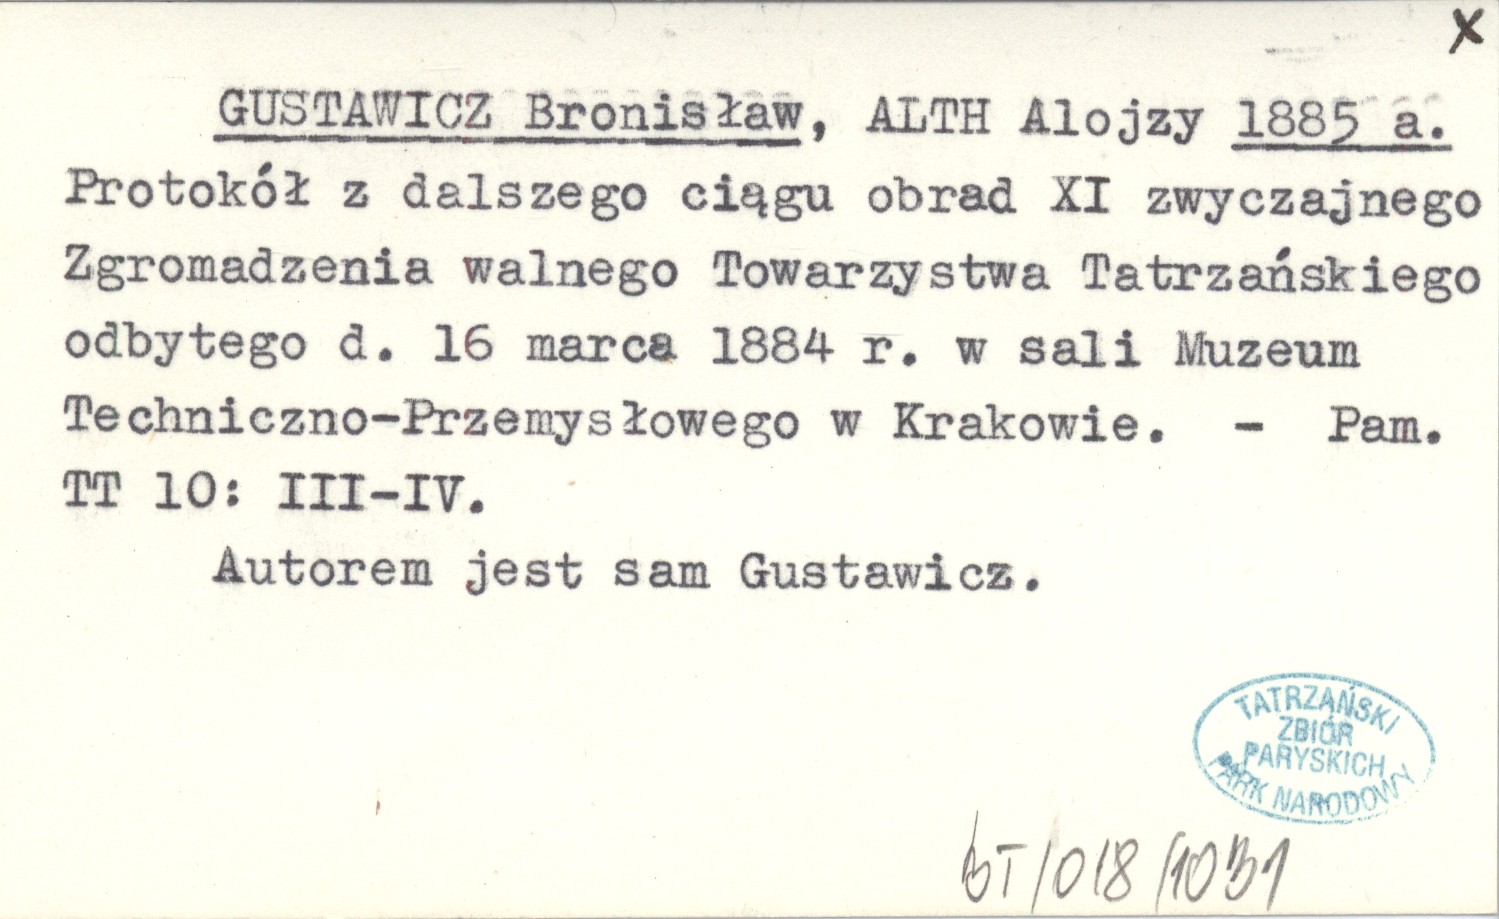 X
GUSTAWICZ Bronisław, ALTH Alojzy 1885 a.
Protokół z dalszego ciągu obrad XI zwyczajnego
Zgromadzenia walnego Towarzystwa Tatrzańskiego
odbytego d. 16 marca 1884 r. w sali Muzeum
Techniczno-Przemysłowego w Krakowie. - Pam.
TT 10: III-IV.
Autorem jest sam Gustawicz.
TATRZAŃSKI
ZBIÓR
PARYSKICH
PARK NARODOWY
BT/018/1031